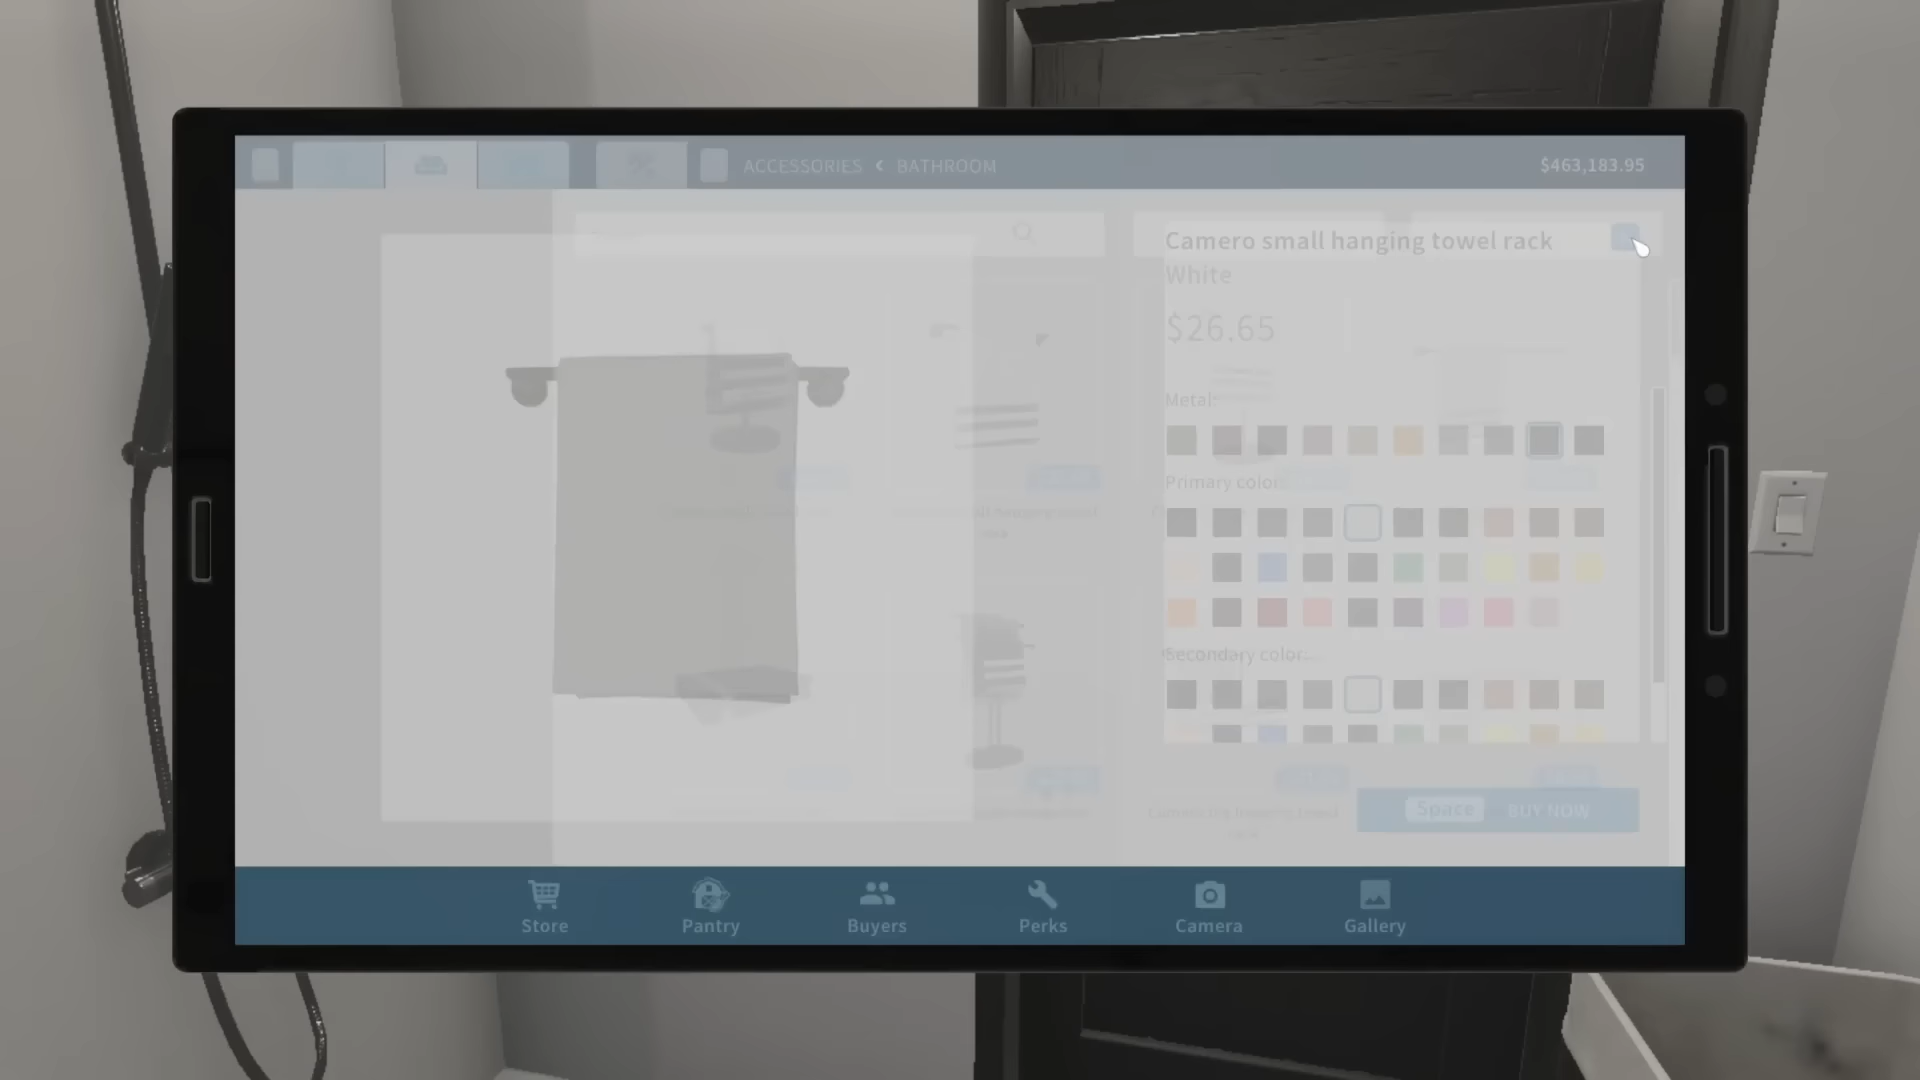 ACCESSORIES < BATHROOM
$463,183.95
Camero small hanging towel rack
White
$26.65
Metal:
Primary color:
Secondary color:
Space BUY NOW
Store
Pantry
Buyers
Perks
Camera
Gallery